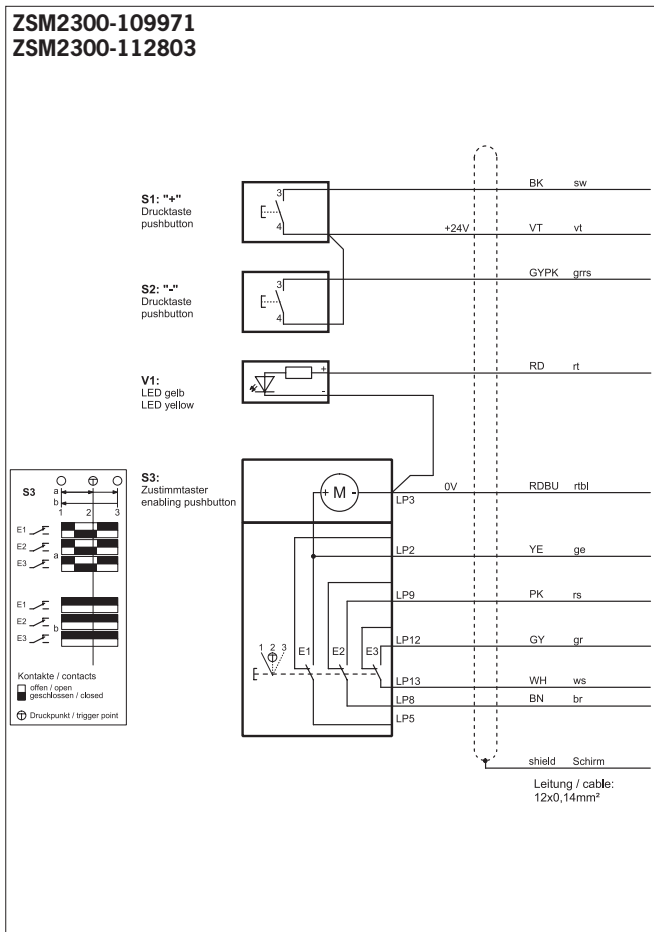 ZSM2300-109971
ZSM2300-112803
S1: "+"
Drucktaste
pushbutton
3
4
BK sw
+24V VT vt
S2: "-"
Drucktaste
pushbutton
3
4
GYPK grrs
V1:
LED gelb
LED yellow
+
-
RD rt
S3:
Zustimmtaster
enabling pushbutton
+ M -
LP3
0V RDBU rtbl
LP2 YE ge
LP9 PK rs
LP12 GY gr
1 2 3
E1 E2 E3
LP13 WH ws
LP8 BN br
LP5
shield Schirm
Leitung / cable:
12x0,14mm²
S3
a
b
1 2 3
E1
E2
a
E3
E1
E2
b
E3
Kontakte / contacts
offen / open
geschlossen / closed
Druckpunkt / trigger point